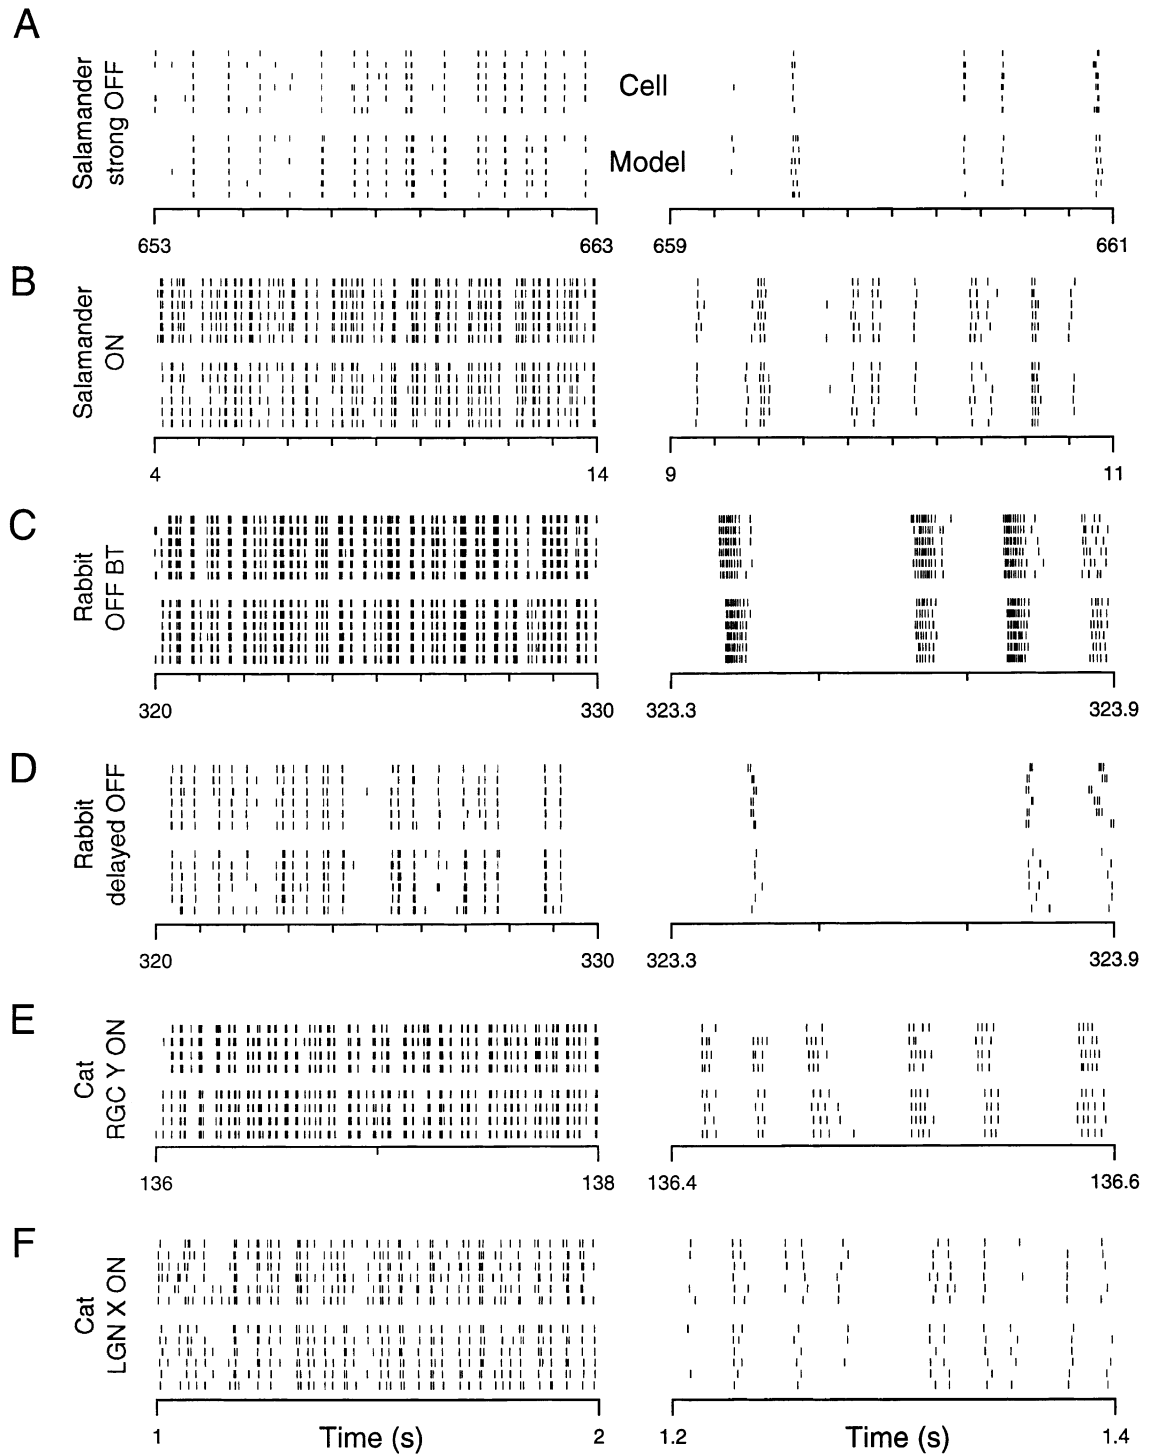 A
Salamander
strong OFF
Cell
Model
653
663
659
661
B
Salamander
ON
4
14
9
11
C
Rabbit
OFF BT
320
330
323.3
323.9
D
Rabbit
delayed OFF
320
330
323.3
323.9
E
Cat
RGC Y ON
136
138
136.4
136.6
F
Cat
LGN X ON
1
Time (s)
2
1.2
Time (s)
1.4